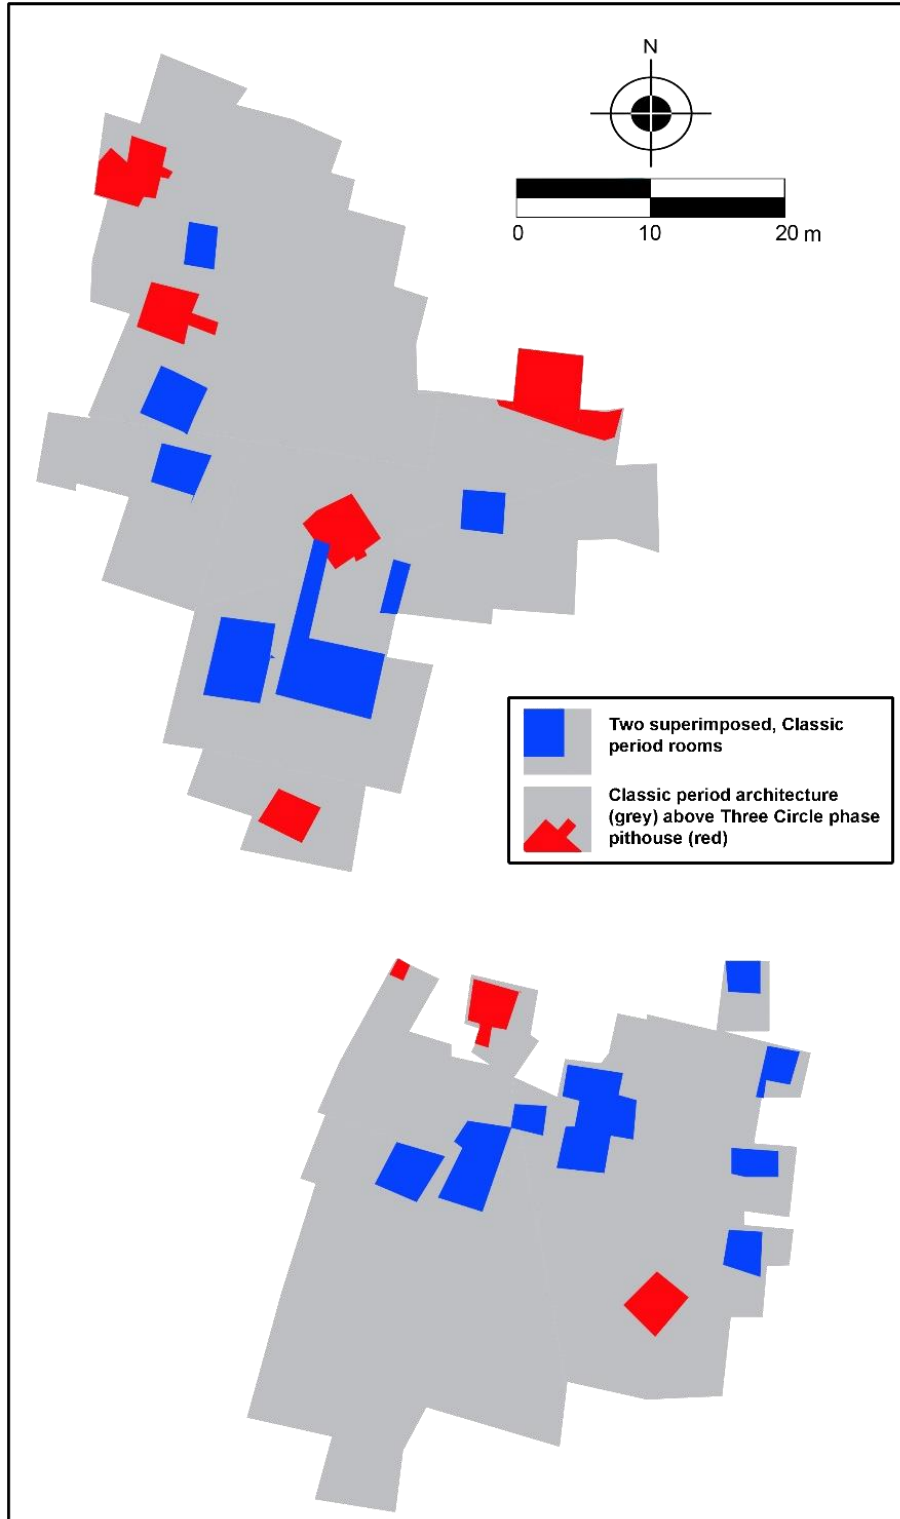 N
0 10 20 m
Two superimposed, Classic
period rooms
Classic period architecture
(grey) above Three Circle phase
pithouse (red)